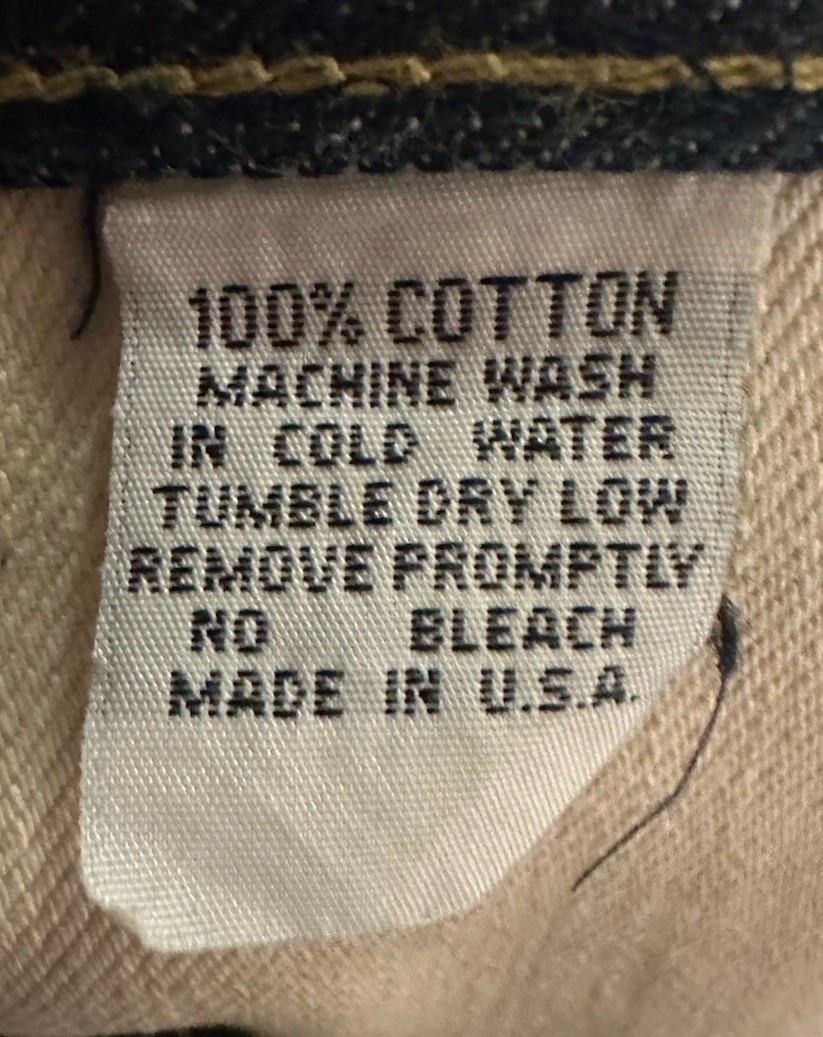 100% COTTON
MACHINE WASH
IN COLD WATER
TUMBLE DRY LOW
REMOVE PROMPTLY
NO BLEACH
MADE IN U.S.A.